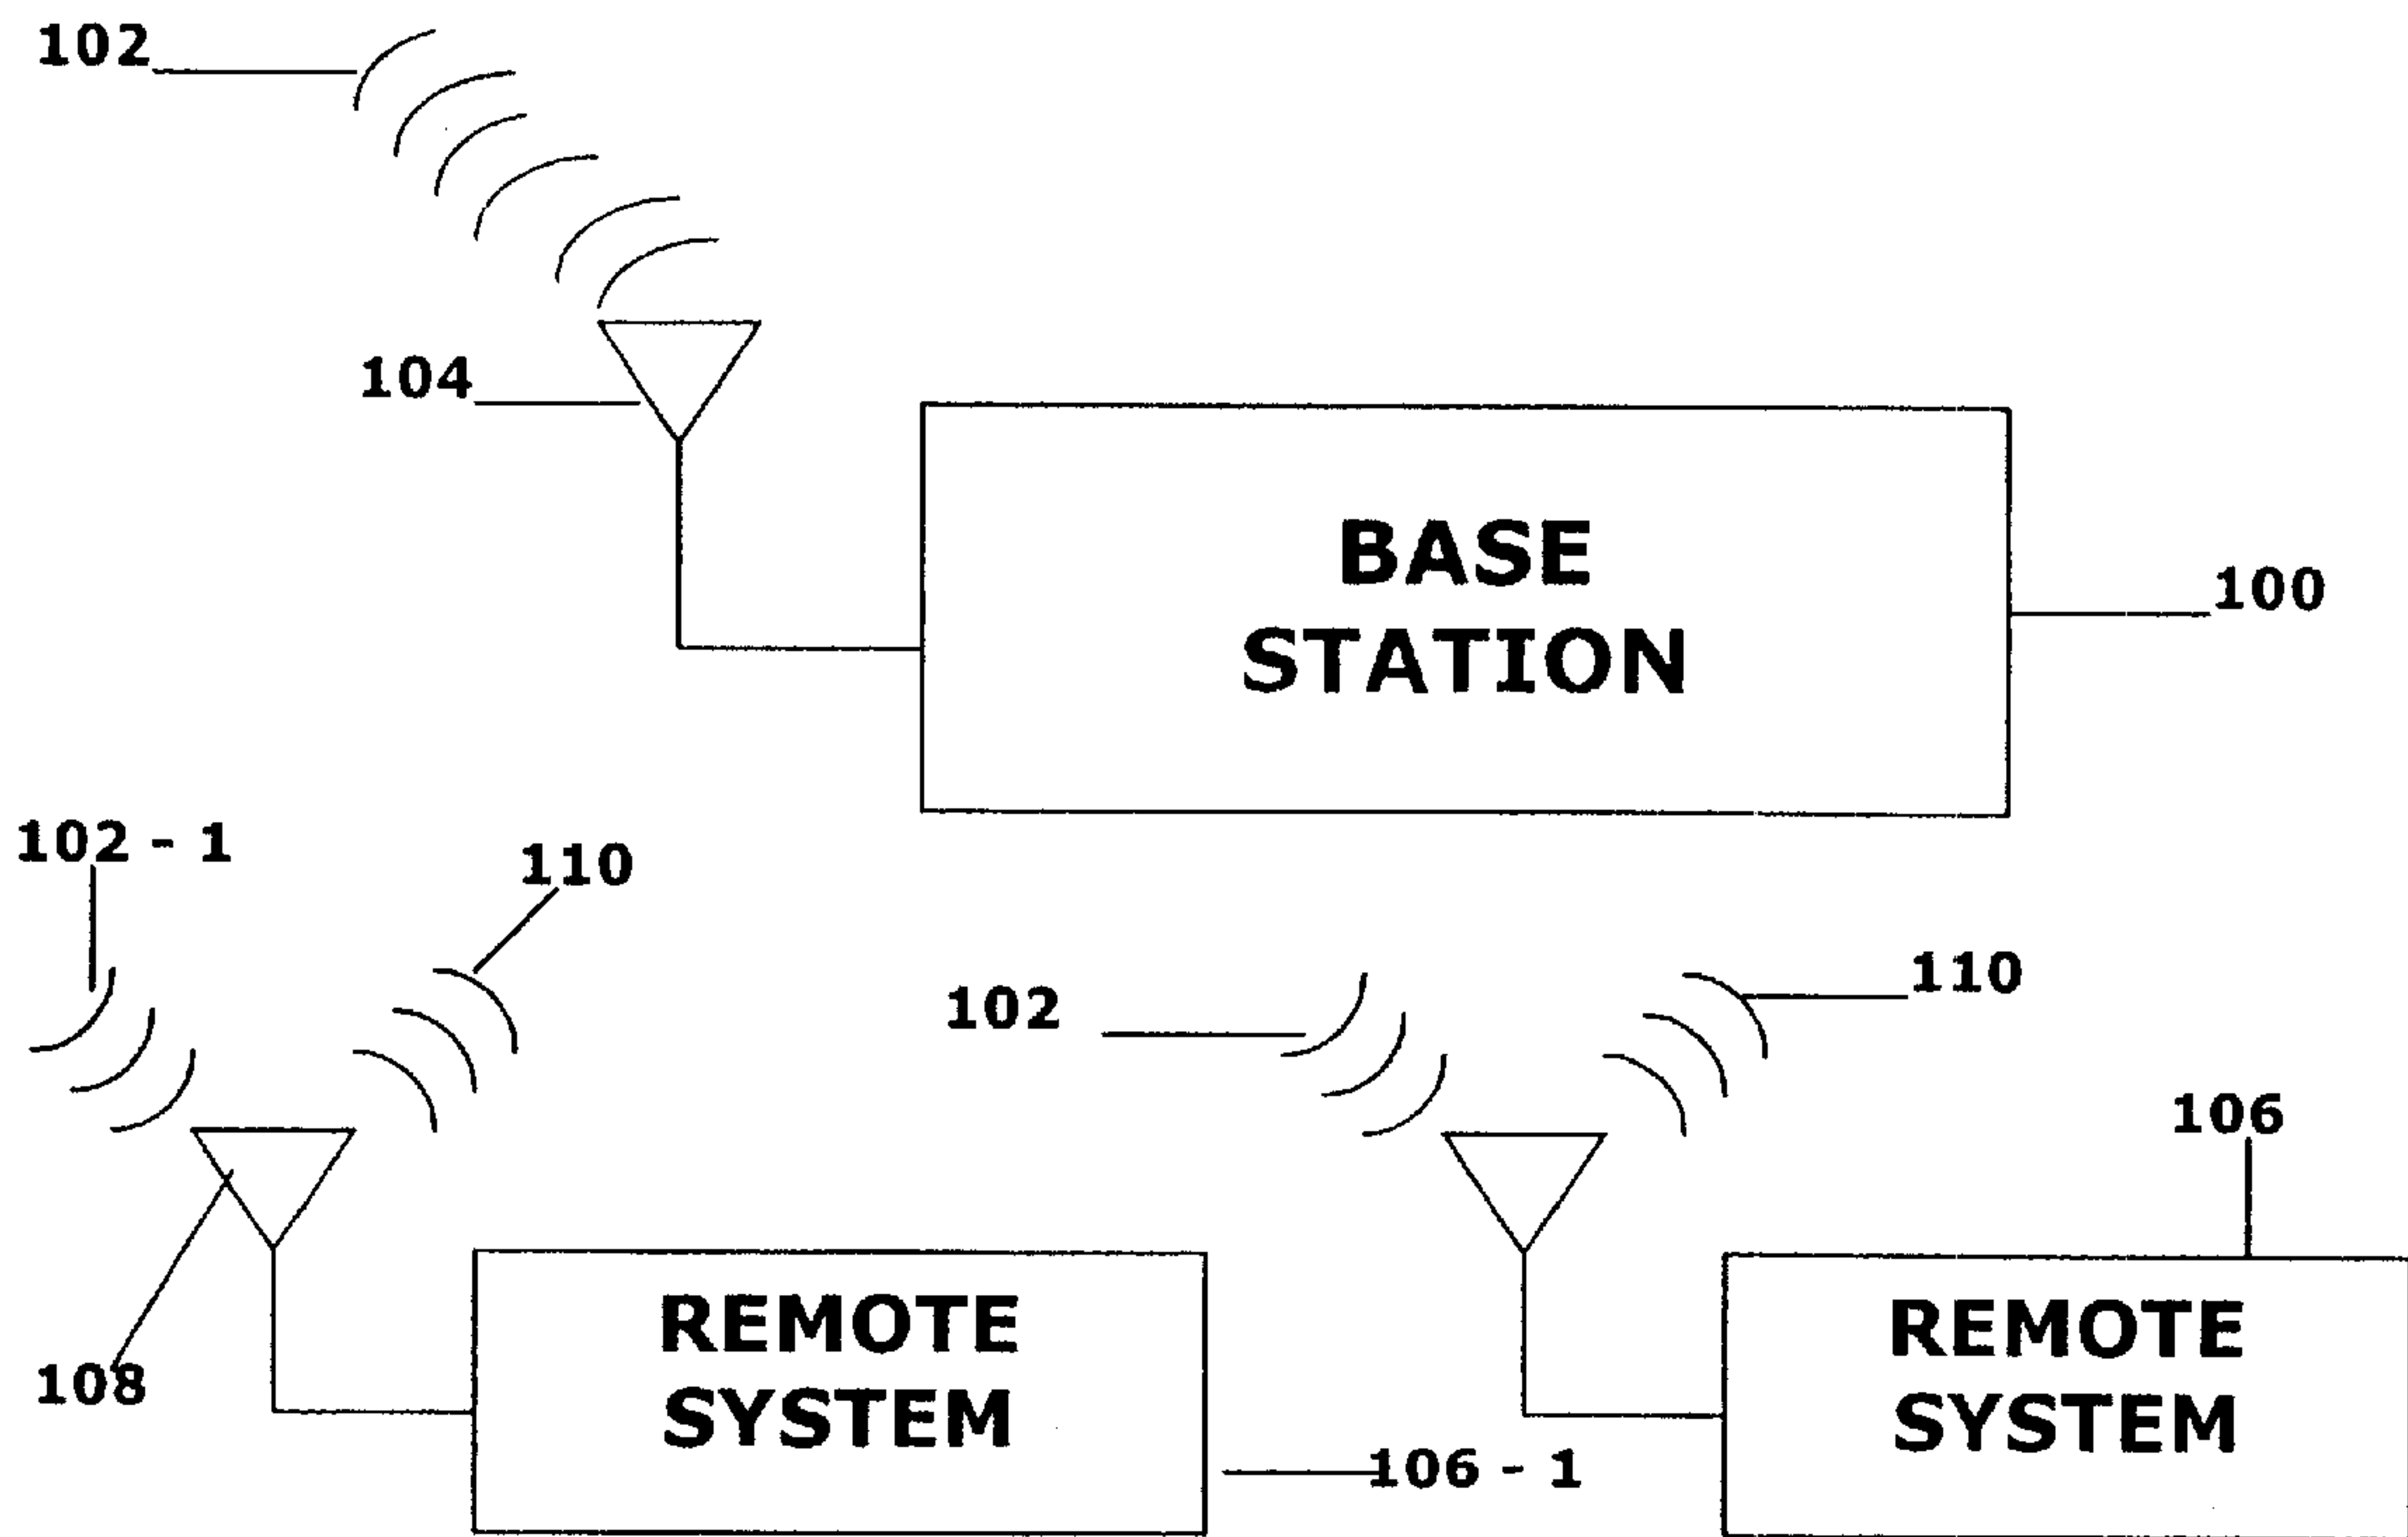 102
104
BASE
STATION
100
102 - 1
110
102
110
106
108
REMOTE
SYSTEM
106 - 1
REMOTE
SYSTEM